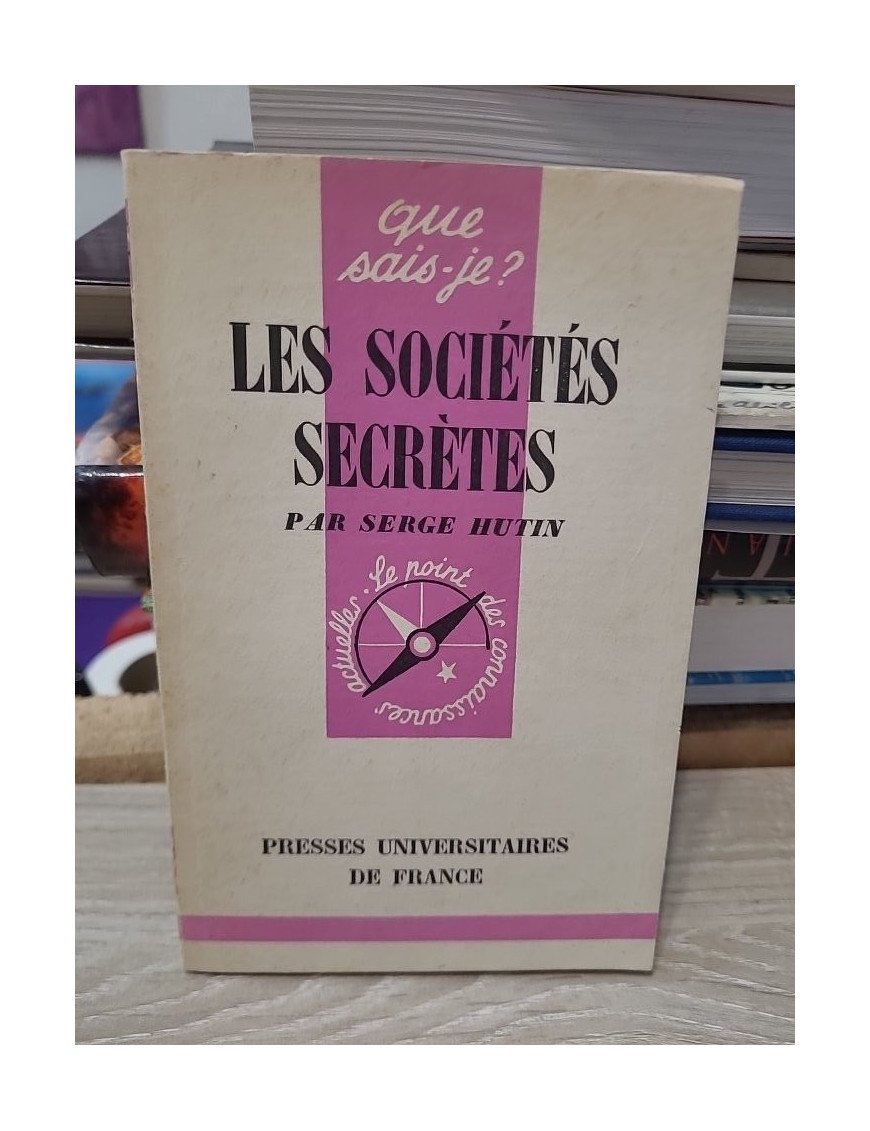 que
sais-je?
LES SOCIÉTÉS
SECRÈTES
PAR SERGE HUTIN
Le point des connaissances actuelles.
PRESSES UNIVERSITAIRES
DE FRANCE